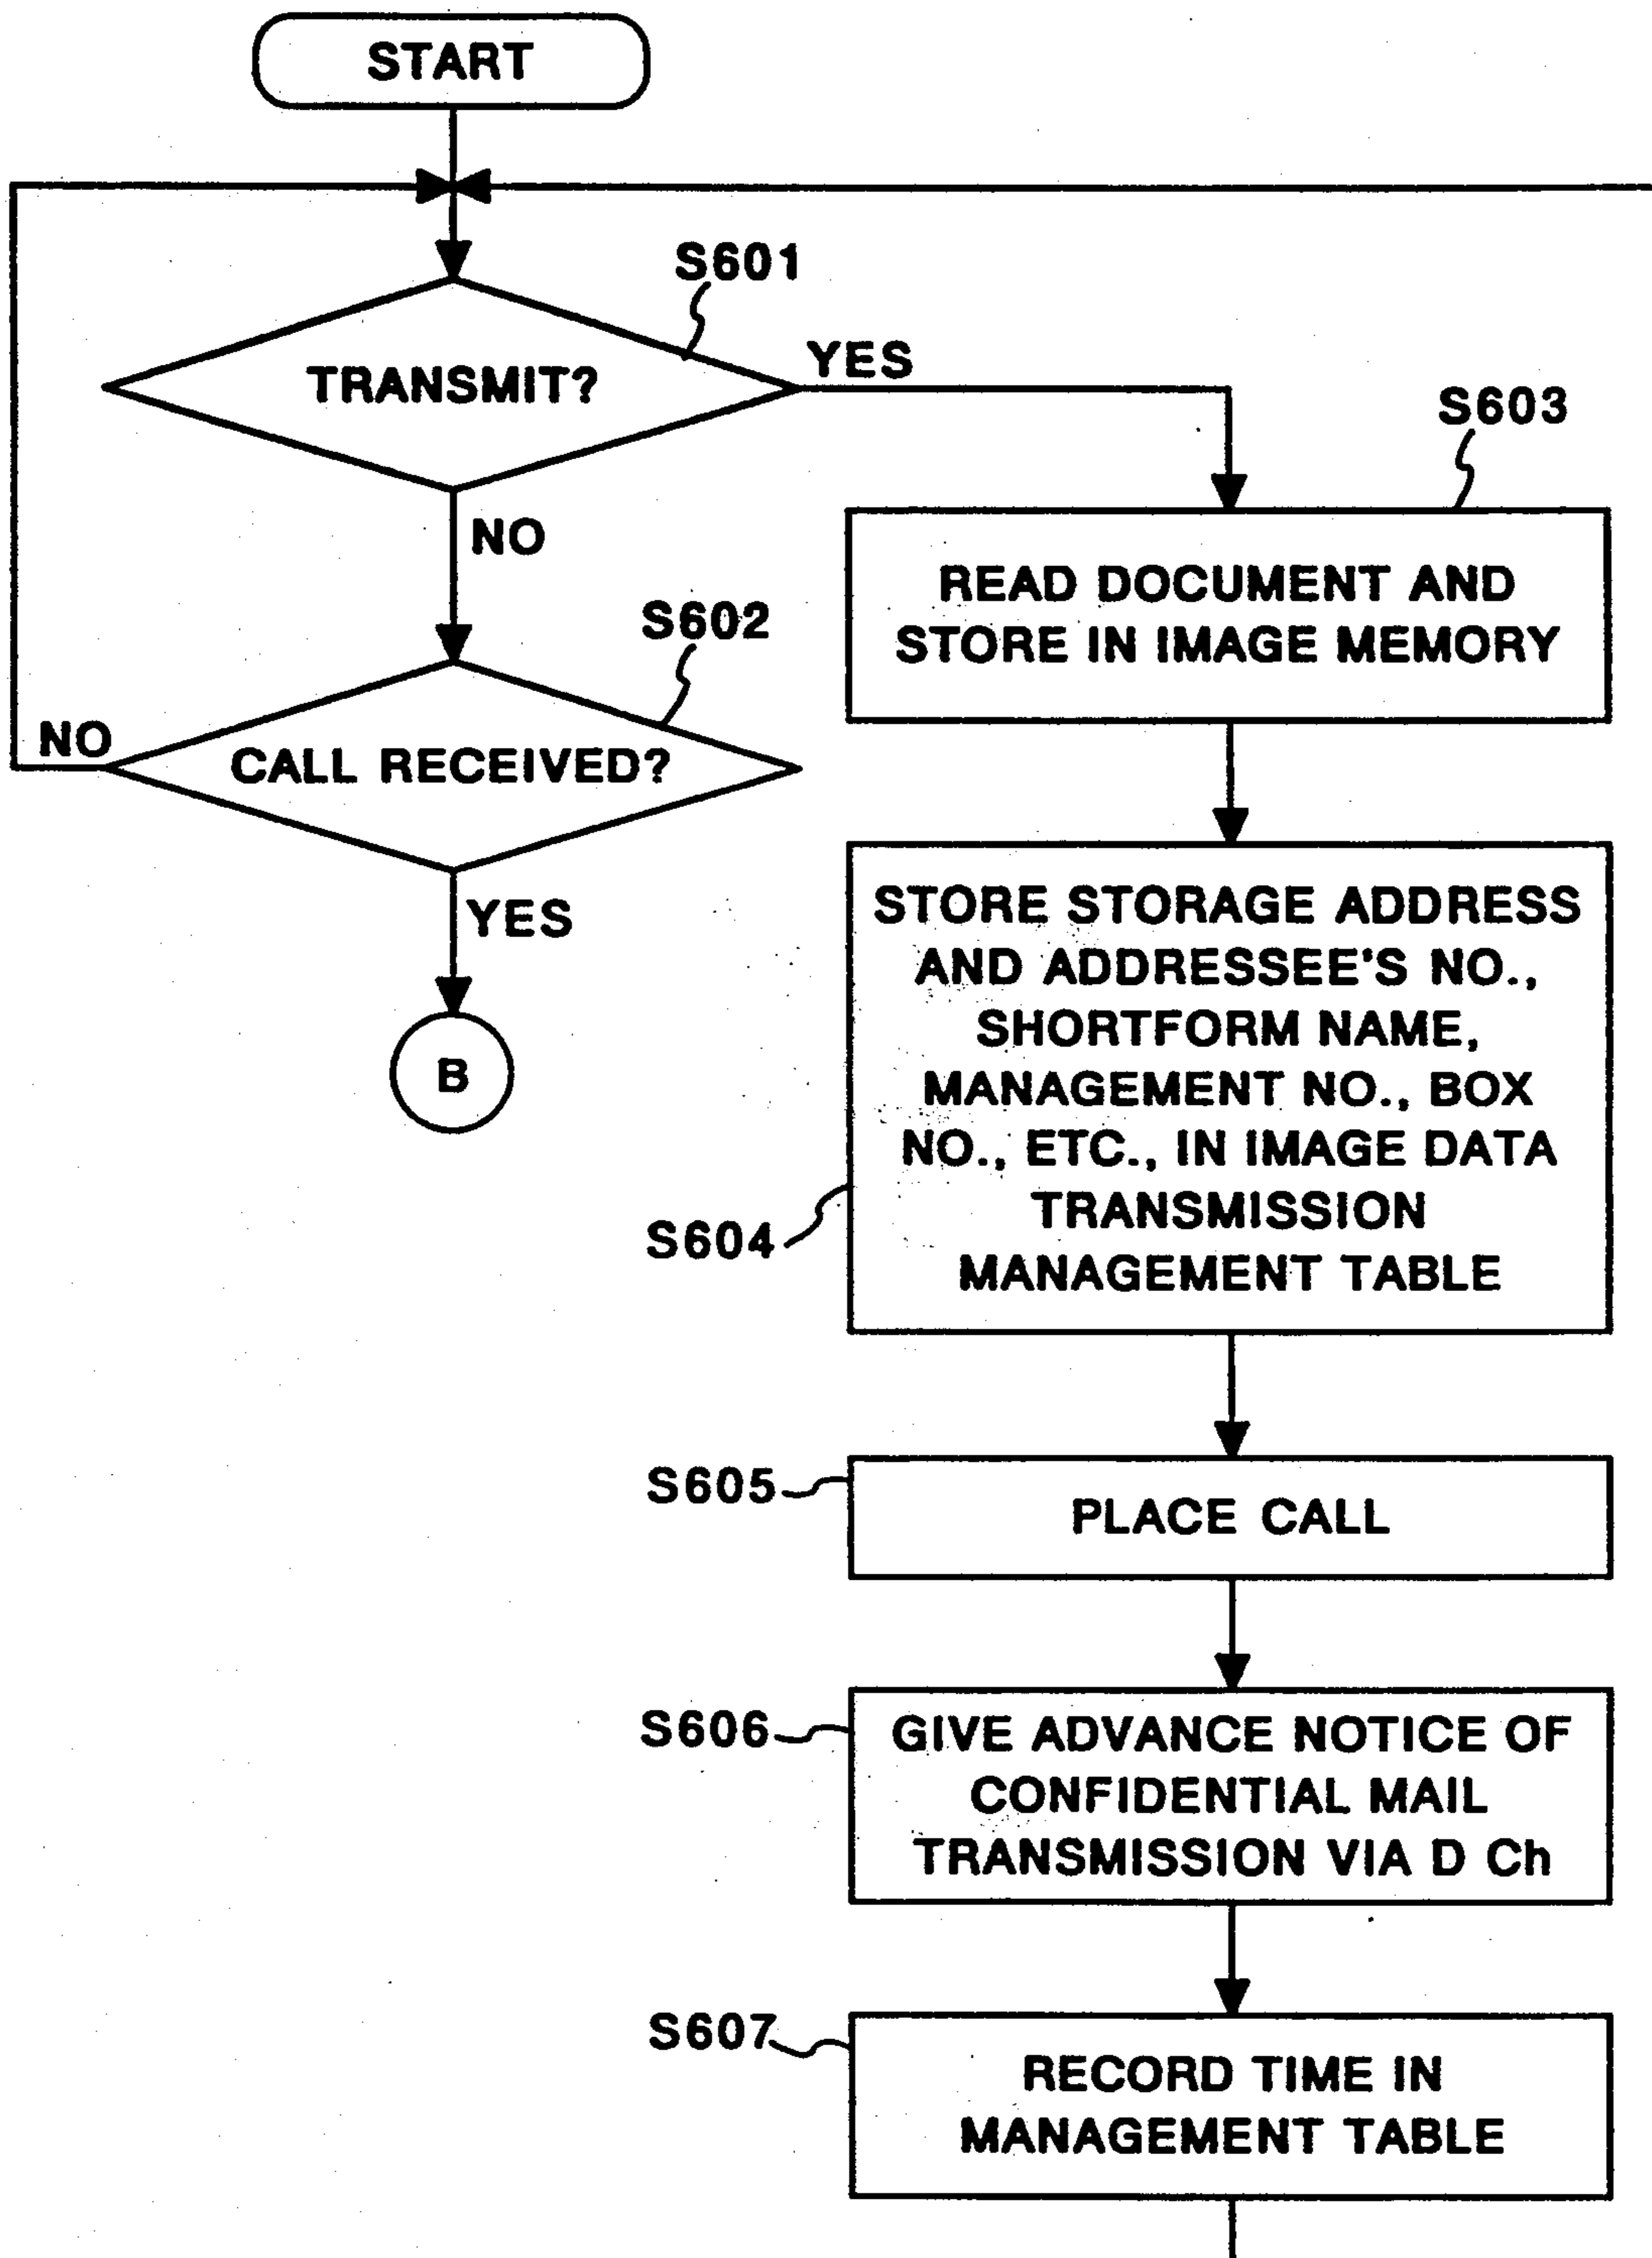 START
S601
TRANSMIT?
YES
NO
S602
CALL RECEIVED?
NO
YES
B
S603
READ DOCUMENT AND
STORE IN IMAGE MEMORY
S604
STORE STORAGE ADDRESS
AND ADDRESSEE'S NO.,
SHORTFORM NAME,
MANAGEMENT NO., BOX
NO., ETC., IN IMAGE DATA
TRANSMISSION
MANAGEMENT TABLE
S605
PLACE CALL
S606
GIVE ADVANCE NOTICE OF
CONFIDENTIAL MAIL
TRANSMISSION VIA D Ch
S607
RECORD TIME IN
MANAGEMENT TABLE